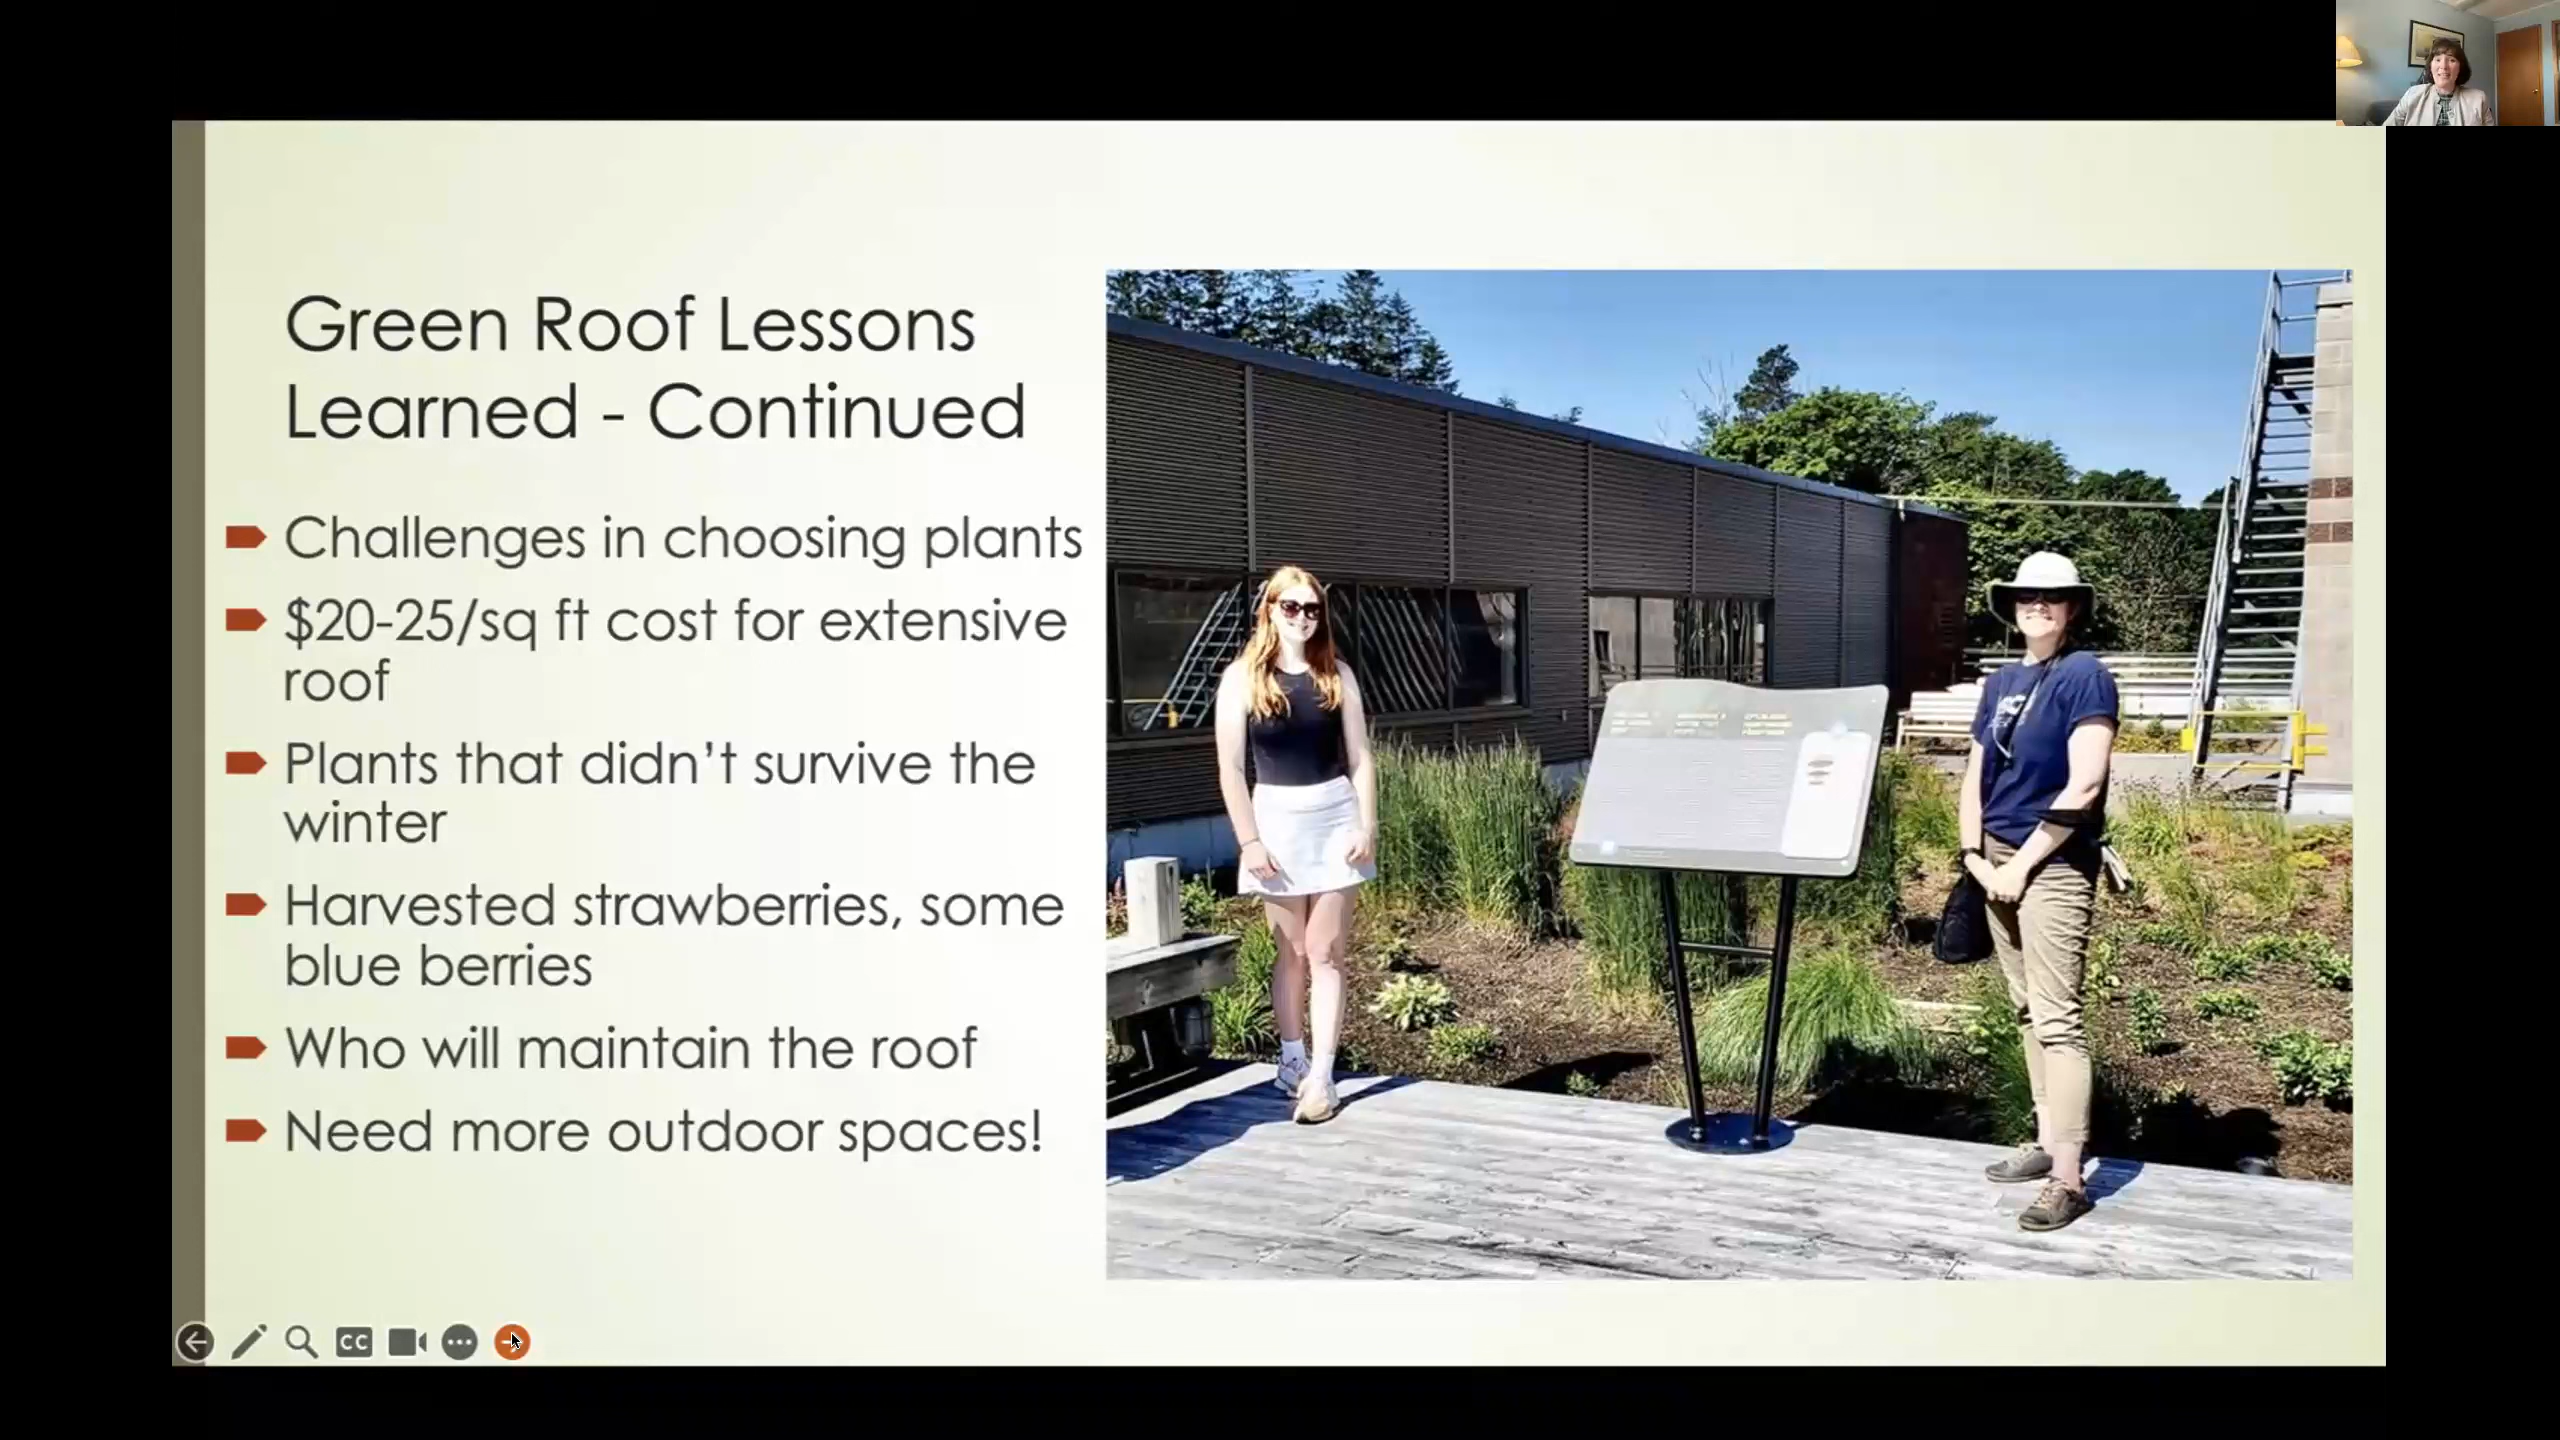 Green Roof Lessons
Learned - Continued
Challenges in choosing plants
$20-25/sq ft cost for extensive
roof
Plants that didn't survive the
winter
Harvested strawberries, some
blue berries
Who will maintain the roof
Need more outdoor spaces!
CC